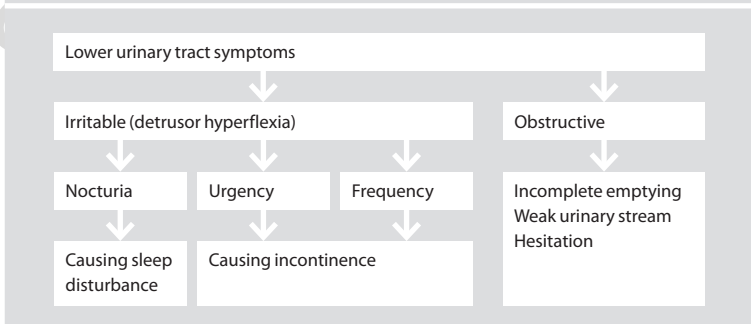 Lower urinary tract symptoms
Irritable (detrusor hyperflexia)
Obstructive
Nocturia
Urgency
Frequency
Incomplete emptying
Weak urinary stream
Hesitation
Causing sleep
disturbance
Causing incontinence